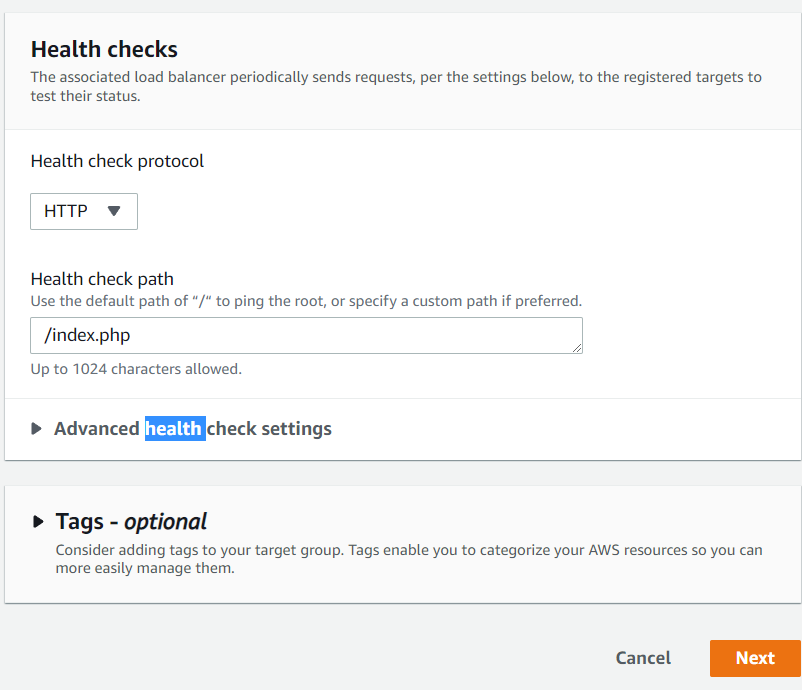 Health checks
The associated load balancer periodically sends requests, per the settings below, to the registered targets to
test their status.
Health check protocol
HTTP
Health check path
Use the default path of “/“ to ping the root, or specify a custom path if preferred.
/index.php
Up to 1024 characters allowed.
Advanced health check settings
Tags - optional
Consider adding tags to your target group. Tags enable you to categorize your AWS resources so you can
more easily manage them.
Cancel
Next